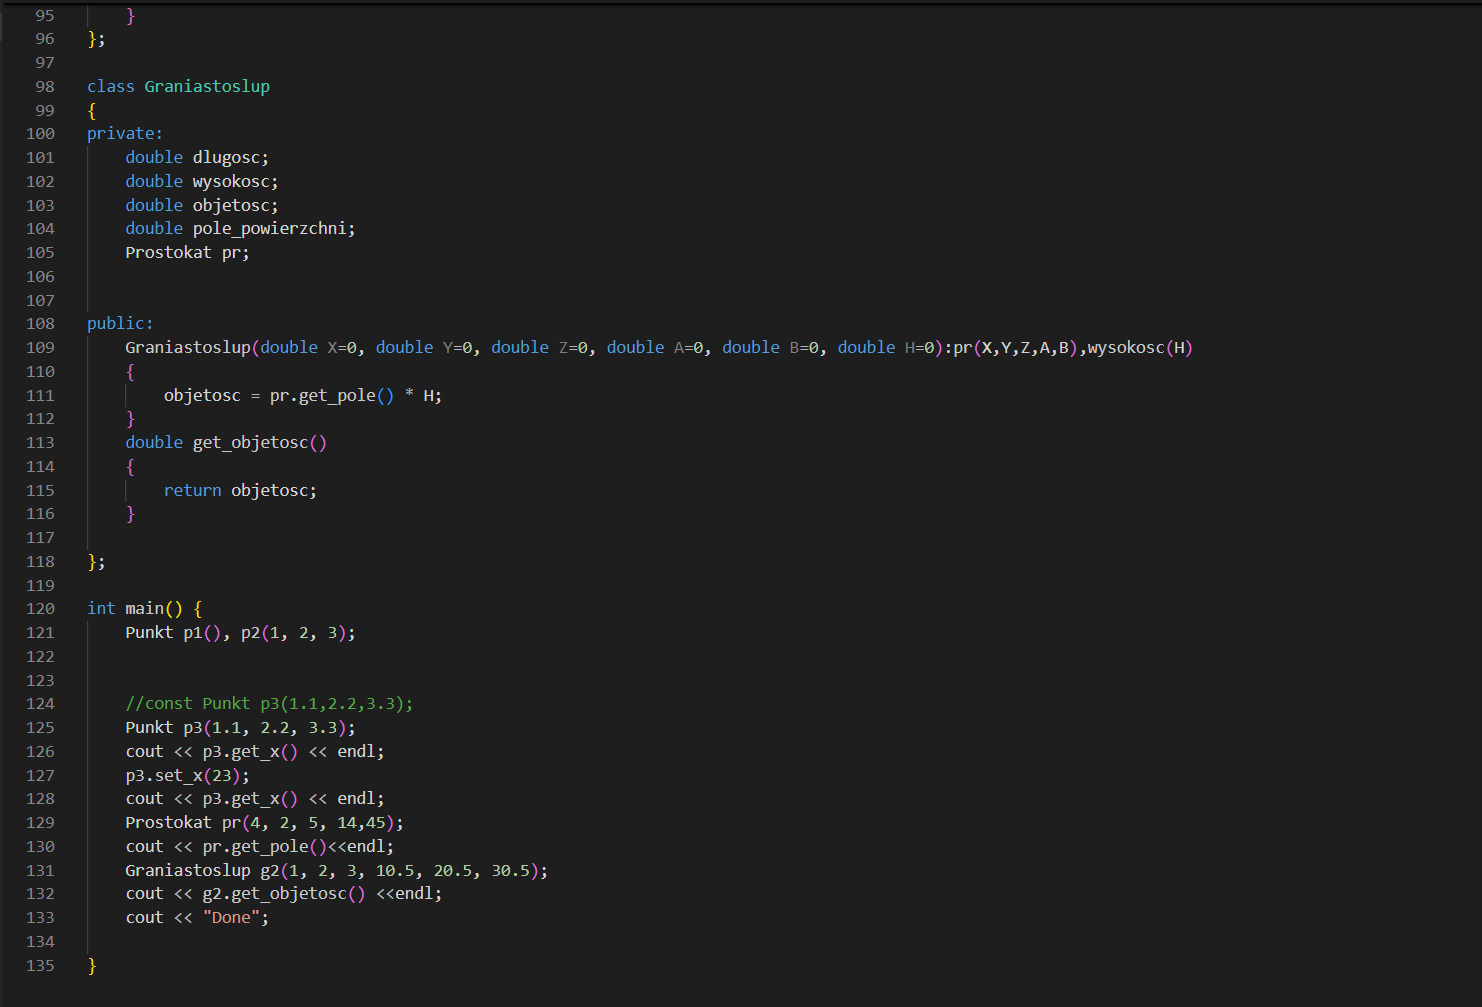 95 }
96 };
97
98 class Graniastoslup
99 {
100 private:
101 double dlugosc;
102 double wysokosc;
103 double objetosc;
104 double pole_powierzchni;
105 Prostokat pr;
106
107
108 public:
109 Graniastoslup(double X=0, double Y=0, double Z=0, double A=0, double B=0, double H=0):pr(X,Y,Z,A,B),wysokosc(H)
110 {
111 objetosc = pr.get_pole() * H;
112 }
113 double get_objetosc()
114 {
115 return objetosc;
116 }
117
118 };
119
120 int main() {
121 Punkt p1(), p2(1, 2, 3);
122
123
124 //const Punkt p3(1.1,2.2,3.3);
125 Punkt p3(1.1, 2.2, 3.3);
126 cout << p3.get_x() << endl;
127 p3.set_x(23);
128 cout << p3.get_x() << endl;
129 Prostokat pr(4, 2, 5, 14,45);
130 cout << pr.get_pole()<<endl;
131 Graniastoslup g2(1, 2, 3, 10.5, 20.5, 30.5);
132 cout << g2.get_objetosc() <<endl;
133 cout << "Done";
134
135 }